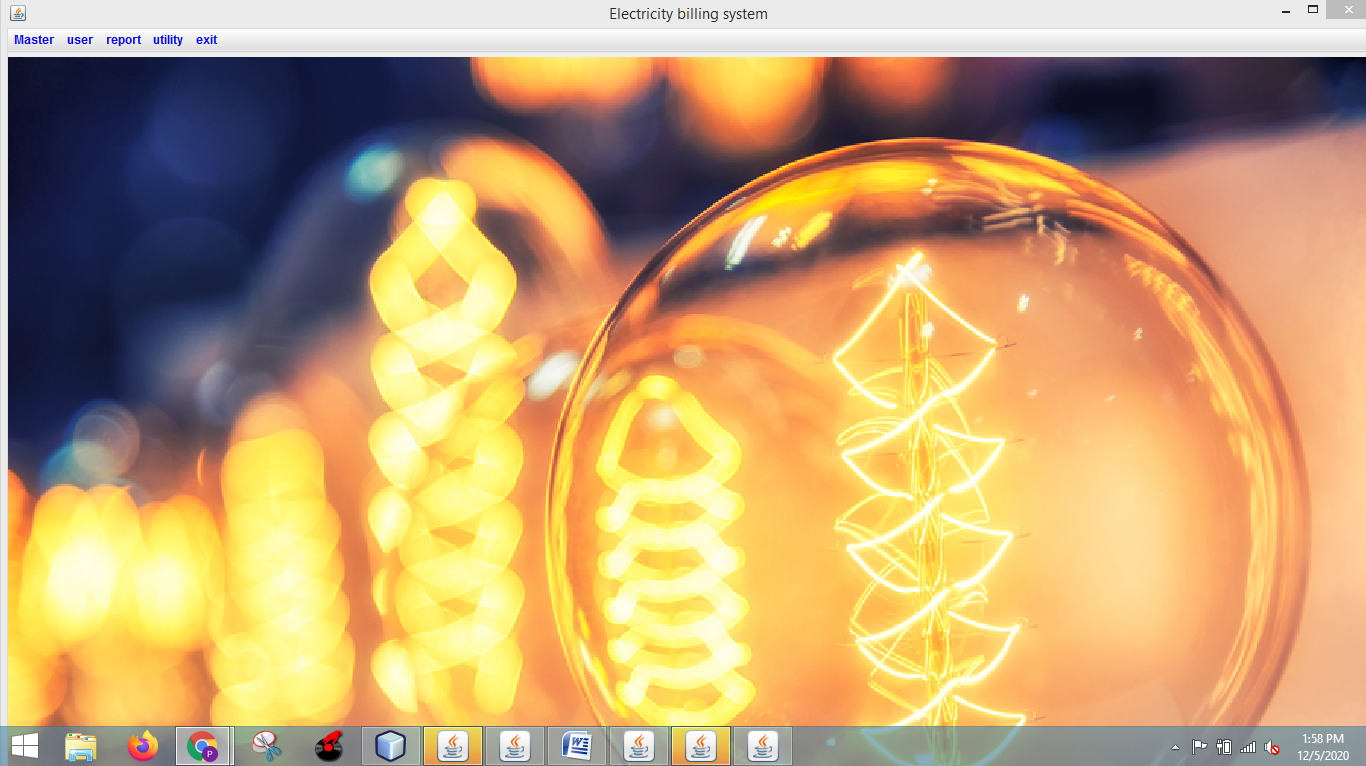 Electricity billing system
Master user report utility exit
P
W
1:58 PM
12/5/2020